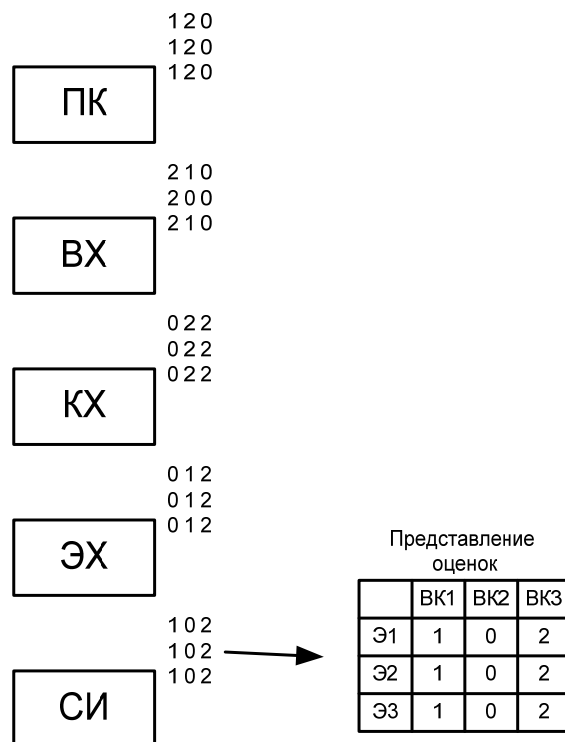 1 2 0
1 2 0
1 2 0
ПК
2 1 0
2 0 0
2 1 0
ВХ
0 2 2
0 2 2
0 2 2
КХ
0 1 2
0 1 2
0 1 2
ЭХ
1 0 2
1 0 2
1 0 2
СИ
Представление
оценок
ВК1 ВК2 ВК3
Э1 1 0 2
Э2 1 0 2
Э3 1 0 2